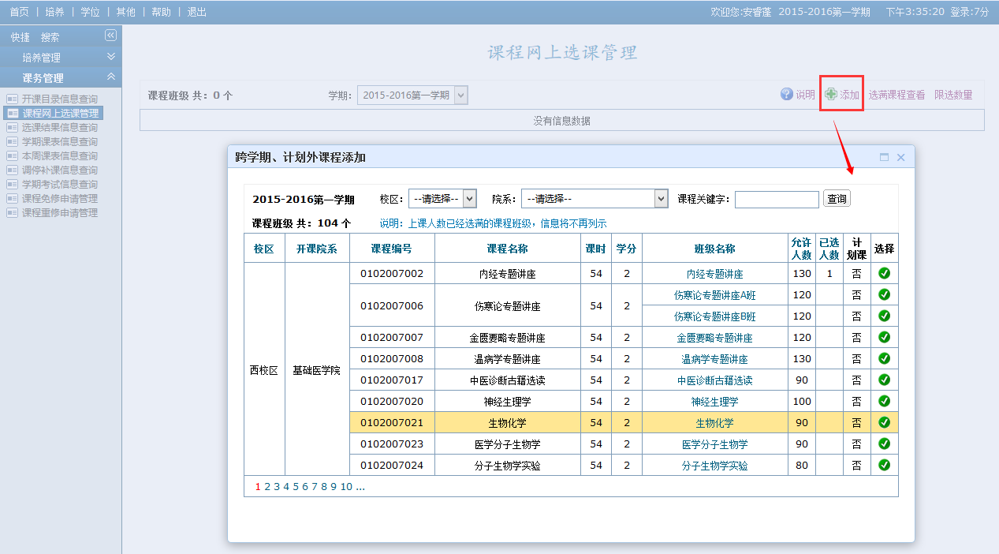 首页 | 培养 | 学位 | 其他 | 帮助 | 退出 欢迎您:安睿蓬 2015-2016第一学期 下午3:35:20 登录:7分
快捷 搜索
培养管理
课务管理
开课目录信息查询
课程网上选课管理
选课结果信息查询
学期课表信息查询
本周课表信息查询
调停补课信息查询
学期考试信息查询
课程免修申请管理
课程重修申请管理
课程网上选课管理
课程班级 共：0 个 学期: 2015-2016第一学期 说明 添加 选满课程查看 限选数量
没有信息数据
跨学期、计划外课程添加
2015-2016第一学期 校区: --请选择-- 院系: --请选择-- 课程关键字: 查询
课程班级 共：104 个 说明：上课人数已经选满的课程班级，信息将不再列示
校区 开课院系 课程编号 课程名称 课时 学分 班级名称 允许人数 已选人数 计划课 选择
西校区 基础医学院
0102007002 内经专题讲座 54 2 内经专题讲座 130 1 否
0102007006 伤寒论专题讲座 54 2 伤寒论专题讲座A班 120 否
伤寒论专题讲座B班 120 否
0102007007 金匮要略专题讲座 54 2 金匮要略专题讲座 120 否
0102007008 温病学专题讲座 54 2 温病学专题讲座 130 否
0102007017 中医诊断古籍选读 54 2 中医诊断古籍选读 90 否
0102007020 神经生理学 54 2 神经生理学 100 否
0102007021 生物化学 54 2 生物化学 90 否
0102007023 医学分子生物学 54 2 医学分子生物学 90 否
0102007024 分子生物学实验 54 2 分子生物学实验 80 否
1 2 3 4 5 6 7 8 9 10 ...